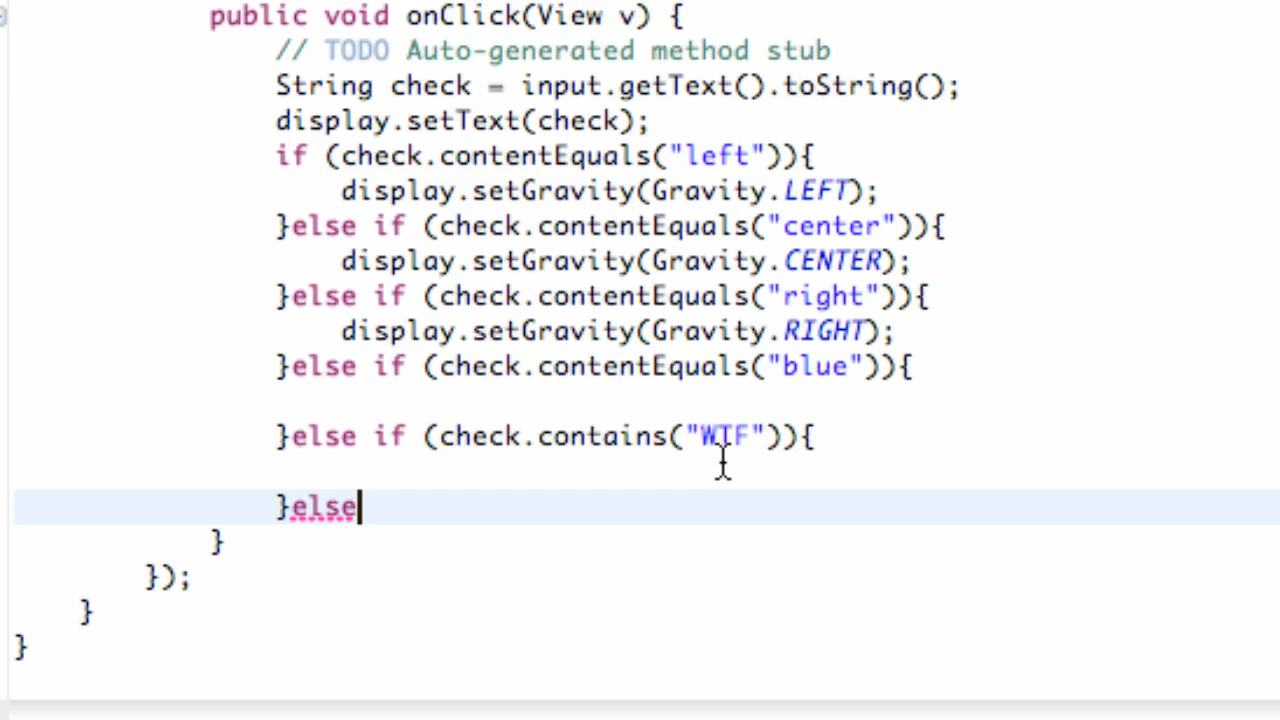 public void onClick(View v) {
// TODO Auto-generated method stub
String check = input.getText().toString();
display.setText(check);
if (check.contentEquals("left")){
display.setGravity(Gravity.LEFT);
}else if (check.contentEquals("center")){
display.setGravity(Gravity.CENTER);
}else if (check.contentEquals("right")){
display.setGravity(Gravity.RIGHT);
}else if (check.contentEquals("blue")){
}else if (check.contains("WTF")){
}else
}
});
}
}